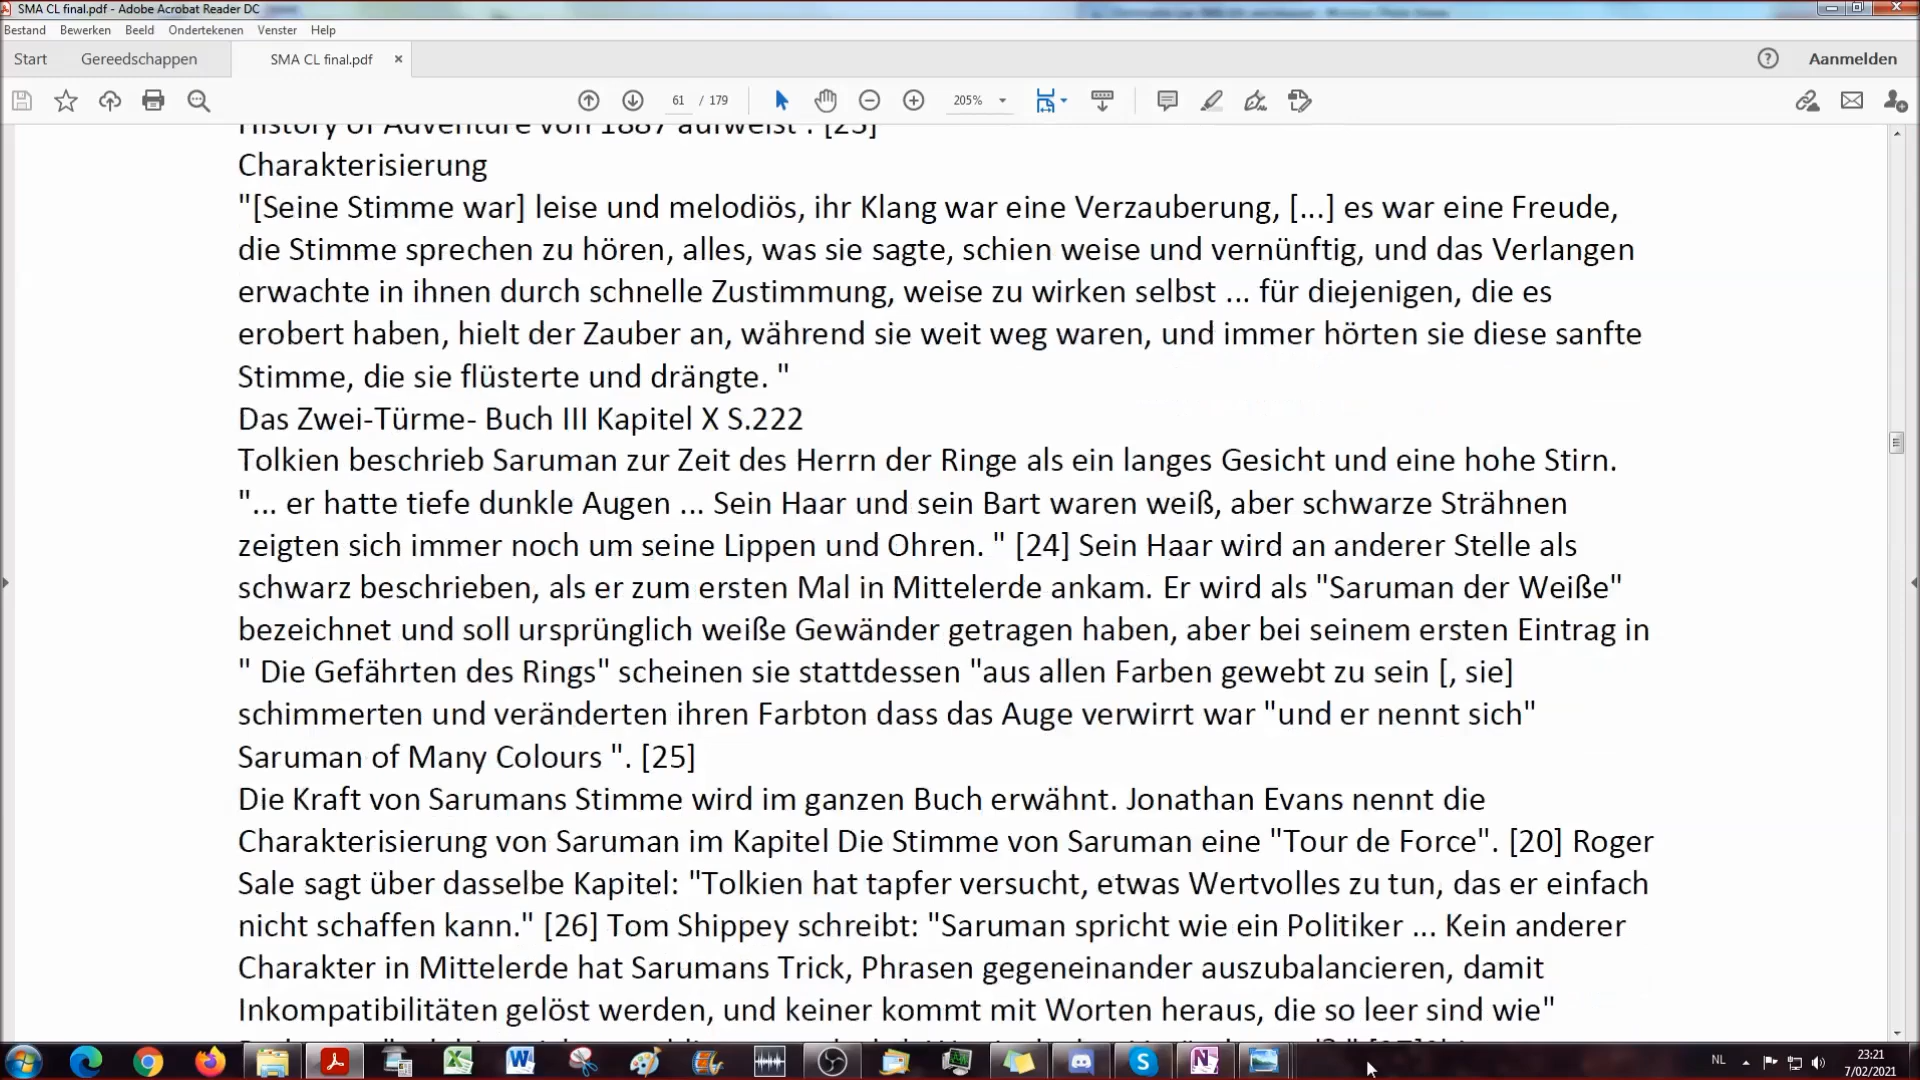 SMA CL final.pdf - Adobe Acrobat Reader DC
Bestand Bewerken Beeld Ondertekenen Venster Help
Start Gereedschappen SMA CL final.pdf × Aanmelden
61 / 179 205%
History of Adventure von 1887 aufweist . [23]
Charakterisierung
"[Seine Stimme war] leise und melodiös, ihr Klang war eine Verzauberung, [...] es war eine Freude,
die Stimme sprechen zu hören, alles, was sie sagte, schien weise und vernünftig, und das Verlangen
erwachte in ihnen durch schnelle Zustimmung, weise zu wirken selbst ... für diejenigen, die es
erobert haben, hielt der Zauber an, während sie weit weg waren, und immer hörten sie diese sanfte
Stimme, die sie flüsterte und drängte. "
Das Zwei-Türme- Buch III Kapitel X S.222
Tolkien beschrieb Saruman zur Zeit des Herrn der Ringe als ein langes Gesicht und eine hohe Stirn.
"... er hatte tiefe dunkle Augen ... Sein Haar und sein Bart waren weiß, aber schwarze Strähnen
zeigten sich immer noch um seine Lippen und Ohren. " [24] Sein Haar wird an anderer Stelle als
schwarz beschrieben, als er zum ersten Mal in Mittelerde ankam. Er wird als "Saruman der Weiße"
bezeichnet und soll ursprünglich weiße Gewänder getragen haben, aber bei seinem ersten Eintrag in
" Die Gefährten des Rings" scheinen sie stattdessen "aus allen Farben gewebt zu sein [, sie]
schimmerten und veränderten ihren Farbton dass das Auge verwirrt war "und er nennt sich"
Saruman of Many Colours ". [25]
Die Kraft von Sarumans Stimme wird im ganzen Buch erwähnt. Jonathan Evans nennt die
Charakterisierung von Saruman im Kapitel Die Stimme von Saruman eine "Tour de Force". [20] Roger
Sale sagt über dasselbe Kapitel: "Tolkien hat tapfer versucht, etwas Wertvolles zu tun, das er einfach
nicht schaffen kann." [26] Tom Shippey schreibt: "Saruman spricht wie ein Politiker ... Kein anderer
Charakter in Mittelerde hat Sarumans Trick, Phrasen gegeneinander auszubalancieren, damit
Inkompatibilitäten gelöst werden, und keiner kommt mit Worten heraus, die so leer sind wie"
NL 23:21
7/02/2021